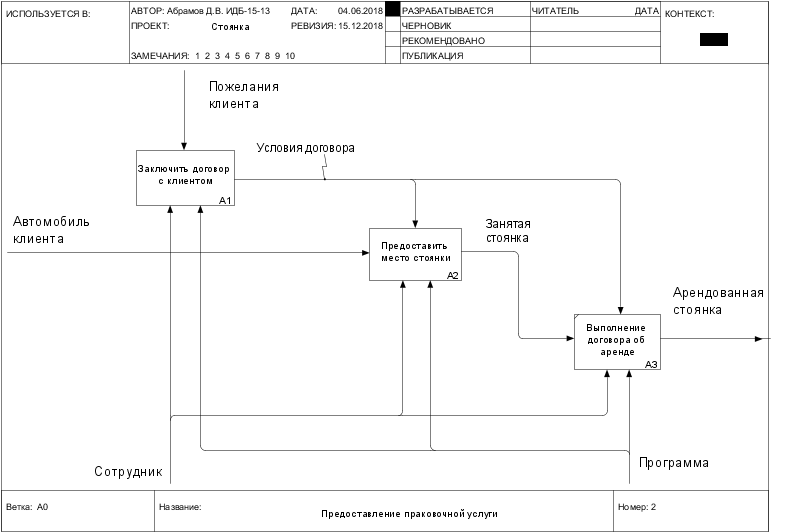 ИСПОЛЬЗУЕТСЯ В:
АВТОР: Абрамов Д.В. ИДБ-15-13
ДАТА: 04.06.2018
РАЗРАБАТЫВАЕТСЯ
ЧИТАТЕЛЬ
ДАТА
КОНТЕКСТ:
ПРОЕКТ: Стоянка
РЕВИЗИЯ: 15.12.2018
ЧЕРНОВИК
РЕКОМЕНДОВАНО
ЗАМЕЧАНИЯ: 1 2 3 4 5 6 7 8 9 10
ПУБЛИКАЦИЯ
Пожелания
клиента
Условия договора
Заключить договор
с клиентом
A1
Автомобиль
клиента
Занятая
стоянка
Предоставить
место стоянки
A2
Арендованная
стоянка
Выполнение
договора об
аренде
A3
Сотрудник
Программа
Ветка: A0
Название:
Предоставление праковочной услуги
Номер: 2